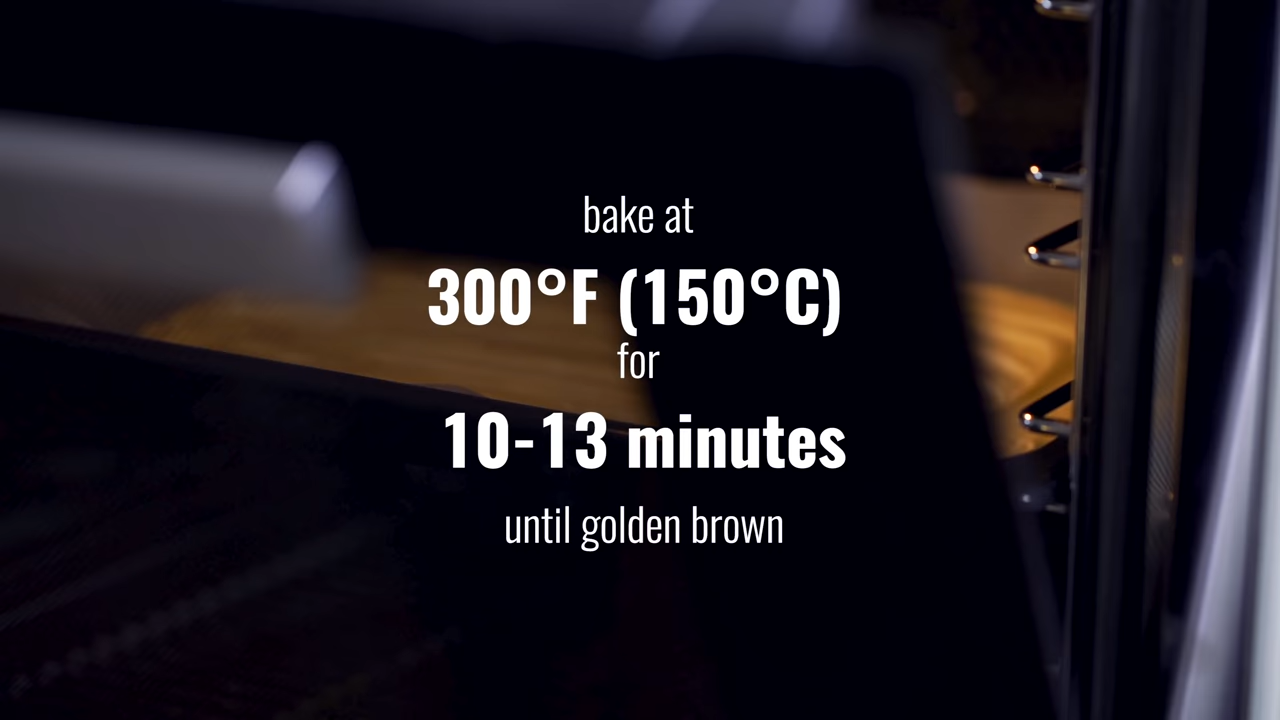 bake at
300°F (150°C)
for
10-13 minutes
until golden brown